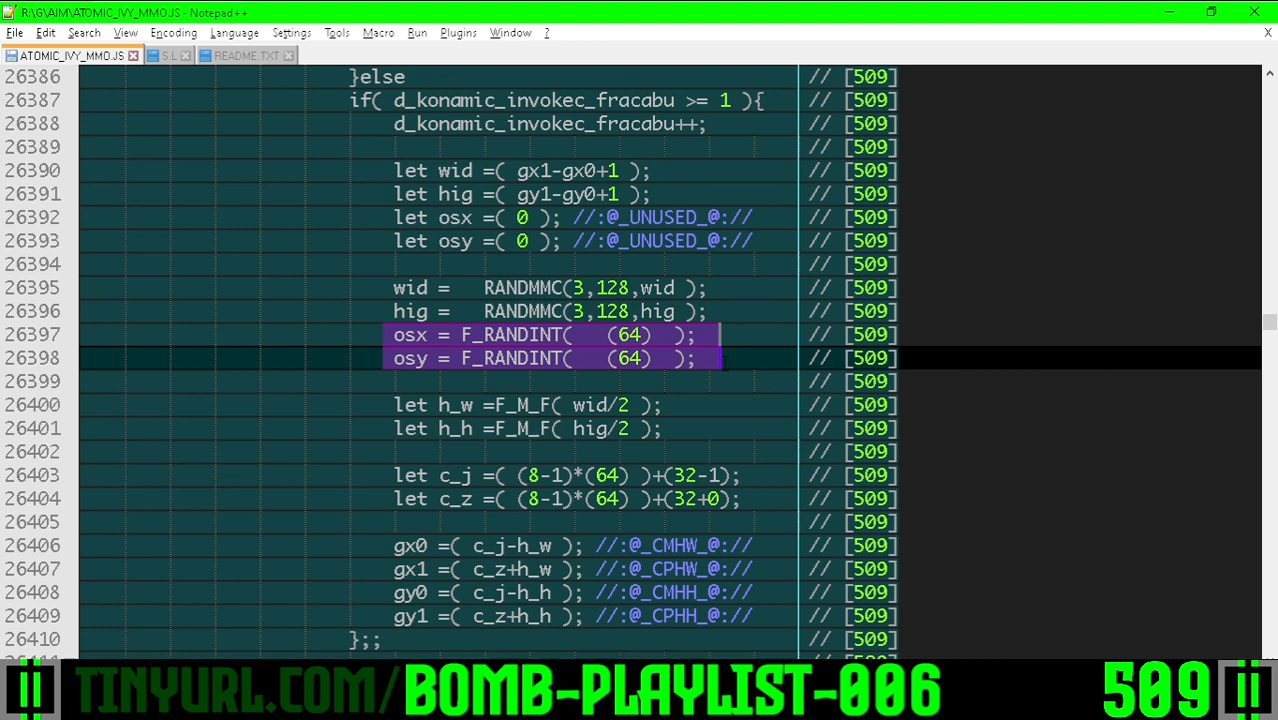 R:\G\AIM\ATOMIC_IVY_MMO.JS - Notepad++
File Edit Search View Encoding Language Settings Tools Macro Run Plugins Window ? X
ATOMIC_IVY_MMO.JS S.L README.TXT
26386 }else // [509]
26387 if( d_konamic_invokec_fracabu >= 1 ){ // [509]
26388 d_konamic_invokec_fracabu++; // [509]
26389 // [509]
26390 let wid =( gx1-gx0+1 ); // [509]
26391 let hig =( gy1-gy0+1 ); // [509]
26392 let osx =( 0 ); //:@_UNUSED_@:// // [509]
26393 let osy =( 0 ); //:@_UNUSED_@:// // [509]
26394 // [509]
26395 wid = RANDMMC(3,128,wid ); // [509]
26396 hig = RANDMMC(3,128,hig ); // [509]
26397 osx = F_RANDINT( (64) ); // [509]
26398 osy = F_RANDINT( (64) ); // [509]
26399 // [509]
26400 let h_w =F_M_F( wid/2 ); // [509]
26401 let h_h =F_M_F( hig/2 ); // [509]
26402 // [509]
26403 let c_j =( (8-1)*(64) )+(32-1); // [509]
26404 let c_z =( (8-1)*(64) )+(32+0); // [509]
26405 // [509]
26406 gx0 =( c_j-h_w ); //:@_CMHW_@:// // [509]
26407 gx1 =( c_z+h_w ); //:@_CPHW_@:// // [509]
26408 gy0 =( c_j-h_h ); //:@_CMHH_@:// // [509]
26409 gy1 =( c_z+h_h ); //:@_CPHH_@:// // [509]
26410 };; // [509]
TINYURL.COM/BOMB-PLAYLIST-006 509